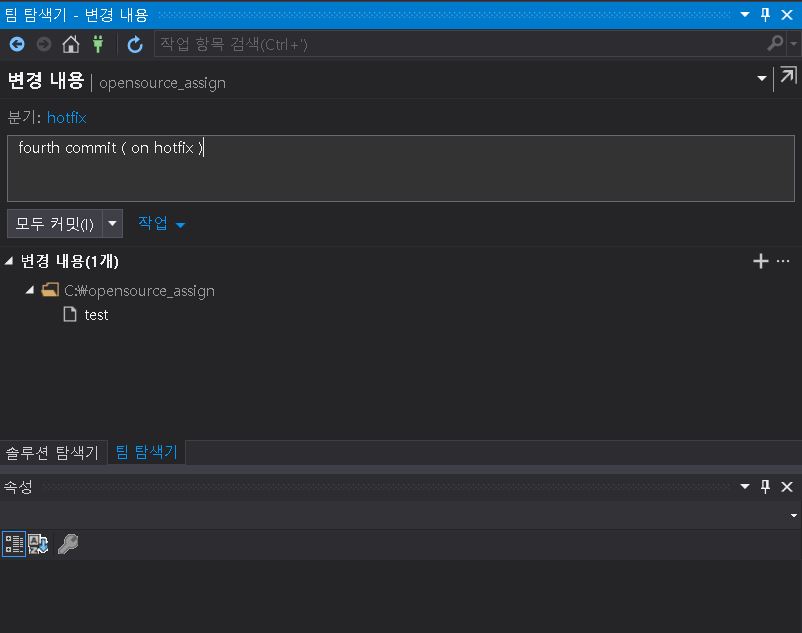 팀 탐색기 - 변경 내용
작업 항목 검색(Ctrl+')
변경 내용 | opensource_assign
분기: hotfix
fourth commit ( on hotfix )
모두 커밋(I) 작업
변경 내용(1개)
C:₩opensource_assign
test
솔루션 탐색기 팀 탐색기
속성